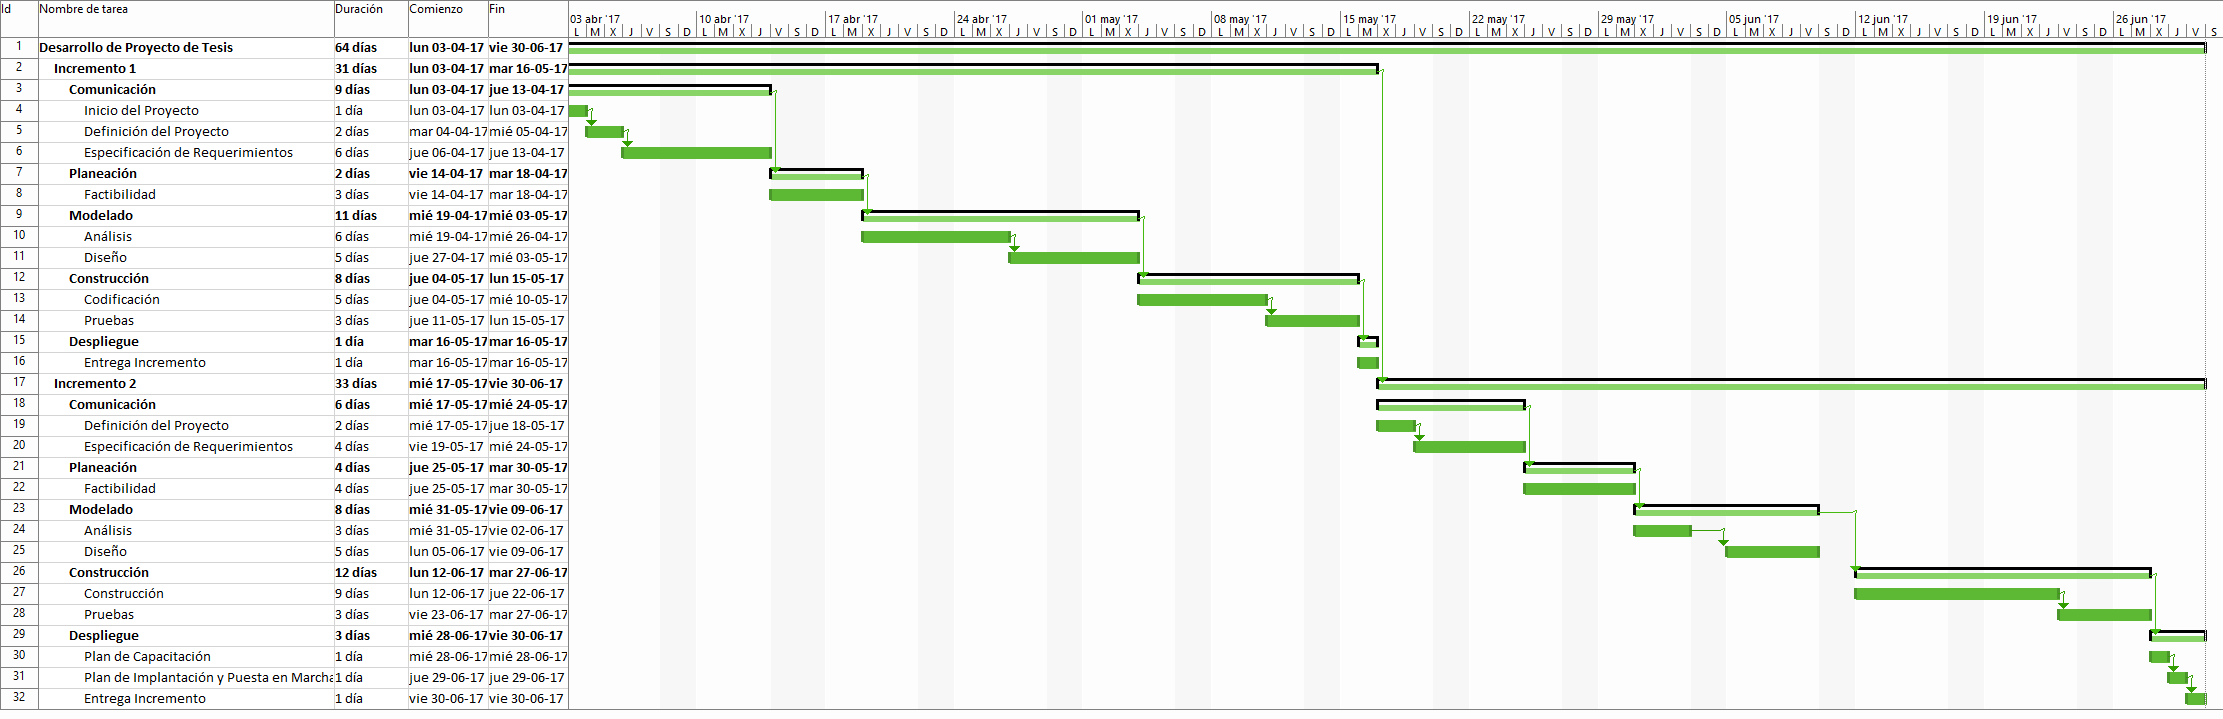 Id Nombre de tarea Duración Comienzo Fin 03 abr '17 10 abr '17 17 abr '17 24 abr '17 01 may '17 08 may '17 15 may '17 22 may '17 29 may '17 05 jun '17 12 jun '17 19 jun '17 26 jun '17
L M X J V S D L M X J V S D L M X J V S D L M X J V S D L M X J V S D L M X J V S D L M X J V S D L M X J V S D L M X J V S D L M X J V S D L M X J V S D L M X J V S D L M X J V S
1 Desarrollo de Proyecto de Tesis 64 días lun 03-04-17 vie 30-06-17
2 Incremento 1 31 días lun 03-04-17 mar 16-05-17
3 Comunicación 9 días lun 03-04-17 jue 13-04-17
4 Inicio del Proyecto 1 día lun 03-04-17 lun 03-04-17
5 Definición del Proyecto 2 días mar 04-04-17 mié 05-04-17
6 Especificación de Requerimientos 6 días jue 06-04-17 jue 13-04-17
7 Planeación 2 días vie 14-04-17 mar 18-04-17
8 Factibilidad 3 días vie 14-04-17 mar 18-04-17
9 Modelado 11 días mié 19-04-17 mié 03-05-17
10 Análisis 6 días mié 19-04-17 mié 26-04-17
11 Diseño 5 días jue 27-04-17 mié 03-05-17
12 Construcción 8 días jue 04-05-17 lun 15-05-17
13 Codificación 5 días jue 04-05-17 mié 10-05-17
14 Pruebas 3 días jue 11-05-17 lun 15-05-17
15 Despliegue 1 día mar 16-05-17 mar 16-05-17
16 Entrega Incremento 1 día mar 16-05-17 mar 16-05-17
17 Incremento 2 33 días mié 17-05-17 vie 30-06-17
18 Comunicación 6 días mié 17-05-17 mié 24-05-17
19 Definición del Proyecto 2 días mié 17-05-17 jue 18-05-17
20 Especificación de Requerimientos 4 días vie 19-05-17 mié 24-05-17
21 Planeación 4 días jue 25-05-17 mar 30-05-17
22 Factibilidad 4 días jue 25-05-17 mar 30-05-17
23 Modelado 8 días mié 31-05-17 vie 09-06-17
24 Análisis 3 días mié 31-05-17 vie 02-06-17
25 Diseño 5 días lun 05-06-17 vie 09-06-17
26 Construcción 12 días lun 12-06-17 mar 27-06-17
27 Construcción 9 días lun 12-06-17 jue 22-06-17
28 Pruebas 3 días vie 23-06-17 mar 27-06-17
29 Despliegue 3 días mié 28-06-17 vie 30-06-17
30 Plan de Capacitación 1 día mié 28-06-17 mié 28-06-17
31 Plan de Implantación y Puesta en Marcha 1 día jue 29-06-17 jue 29-06-17
32 Entrega Incremento 1 día vie 30-06-17 vie 30-06-17